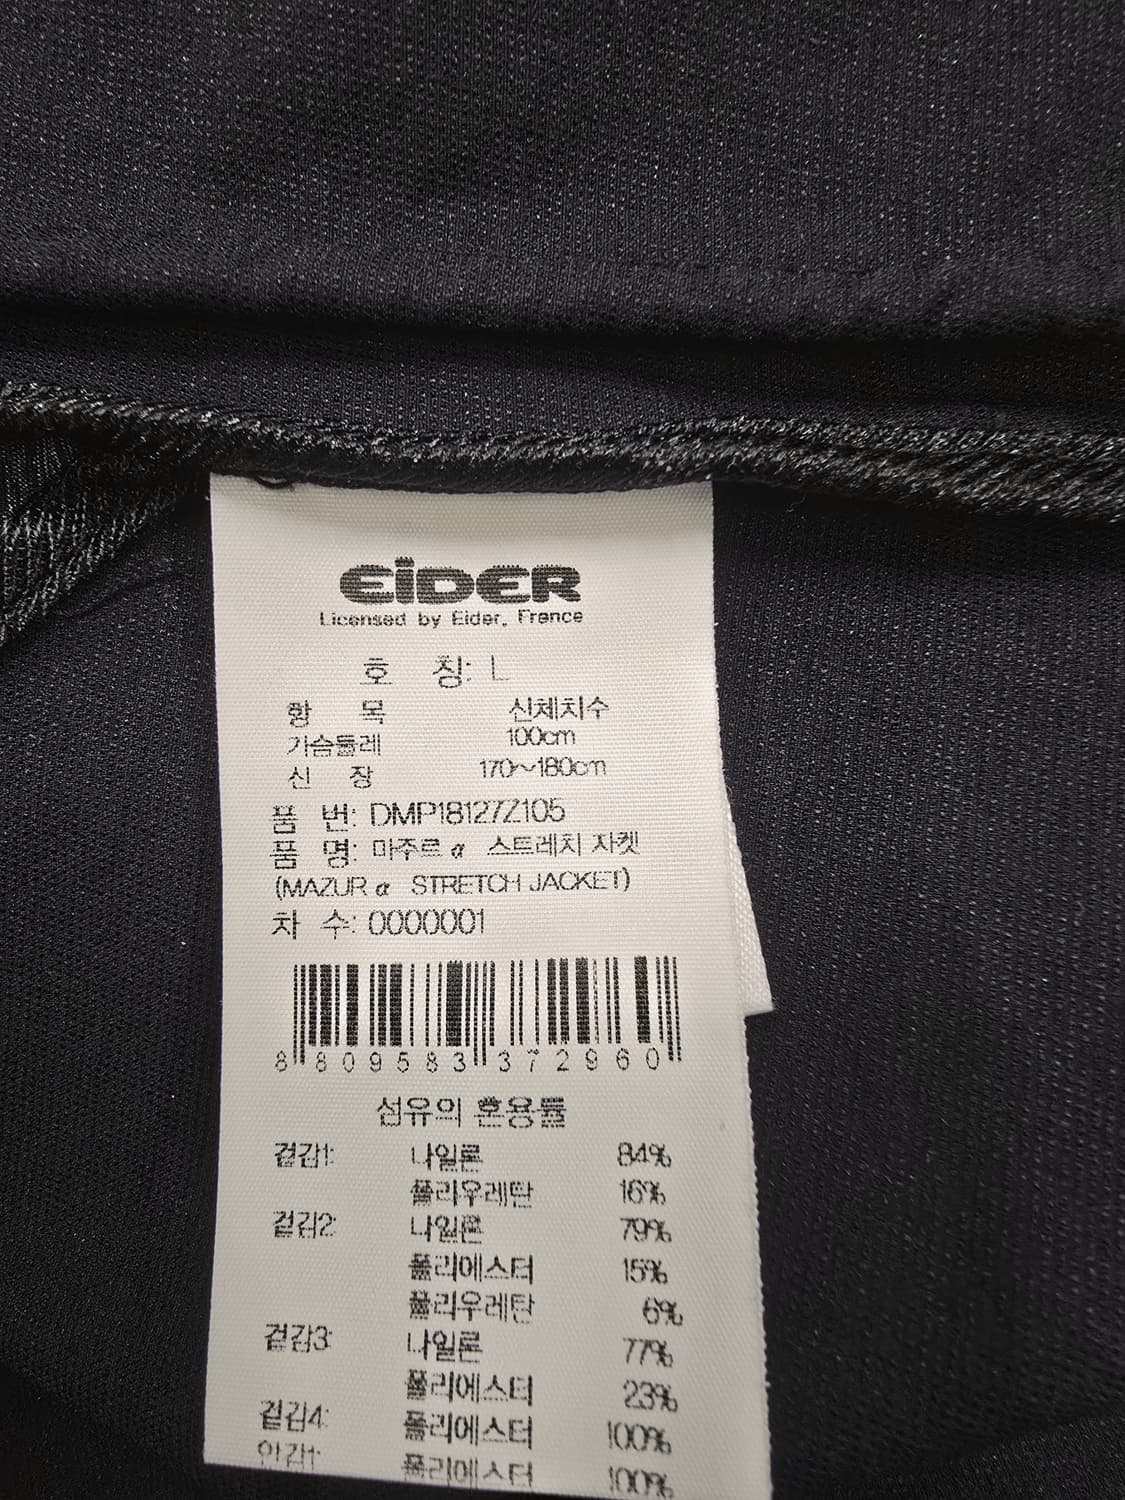 EiDER
Licensed by Eider, France
호 칭: L
항 목 신체치수
가슴둘레 100cm
신 장 170~180cm
품 번: DMP18127Z105
품 명: 마주르 α 스트레치 자켓
(MAZUR α STRETCH JACKET)
차 수: 0000001
8 809583 372960
섬유의 혼용률
겉감1: 나일론 84%
폴리우레탄 16%
겉감2: 나일론 79%
폴리에스터 15%
폴리우레탄 6%
겉감3: 나일론 77%
폴리에스터 23%
겉감4: 폴리에스터 100%
안감1: 폴리에스터 100%